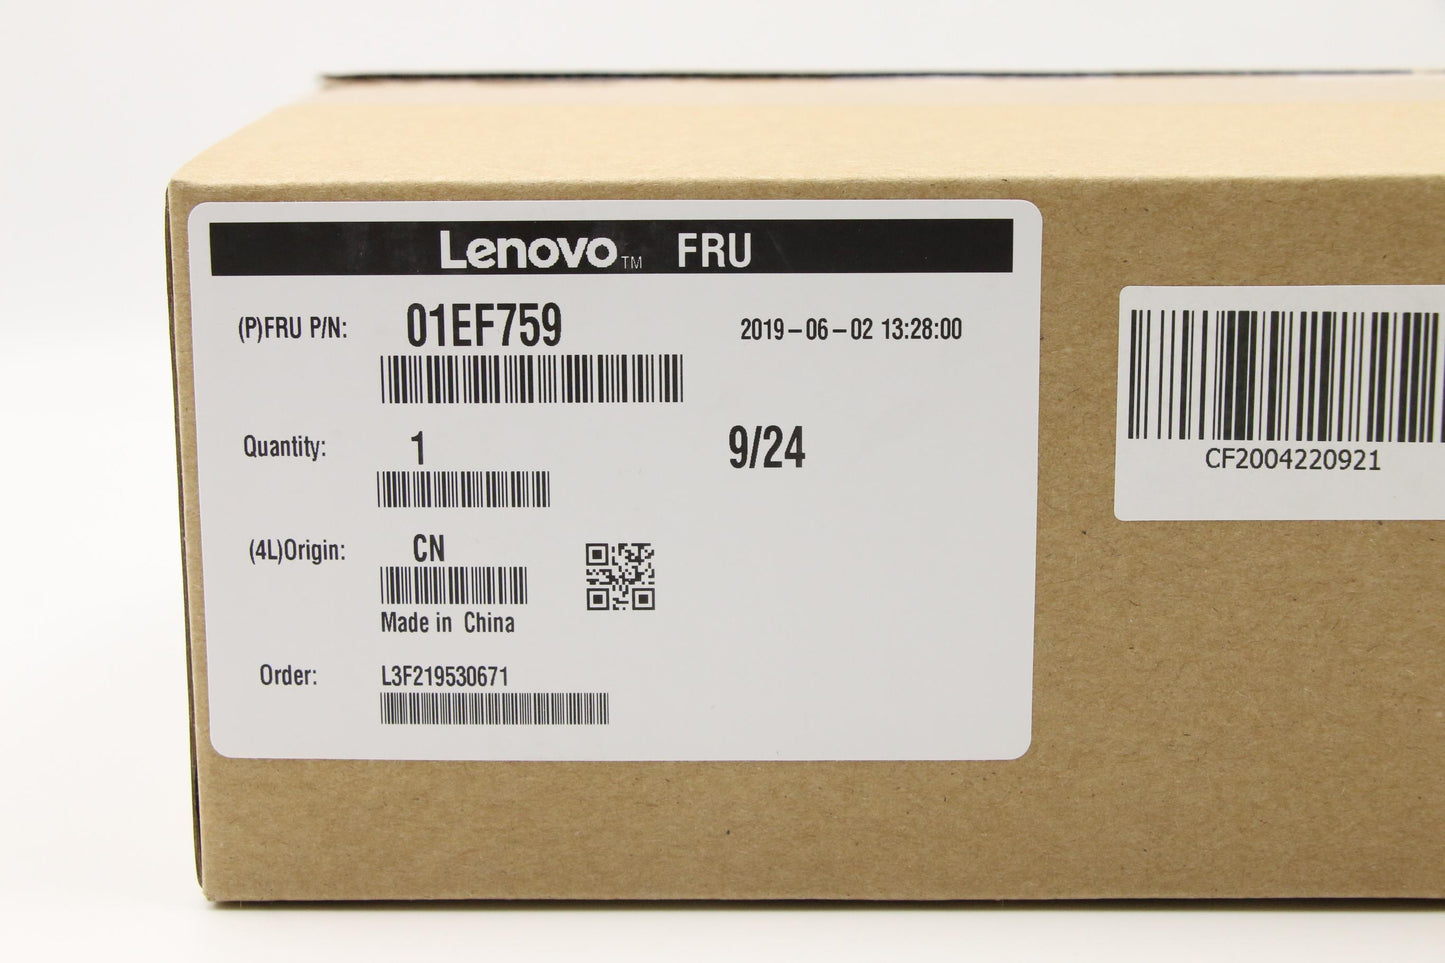 Lenovo™ FRU
(P)FRU P/N: 01EF759 2019-06-02 13:28:00
Quantity: 1 9/24
(4L)Origin: CN
Made in China
Order: L3F219530671
CF2004220921